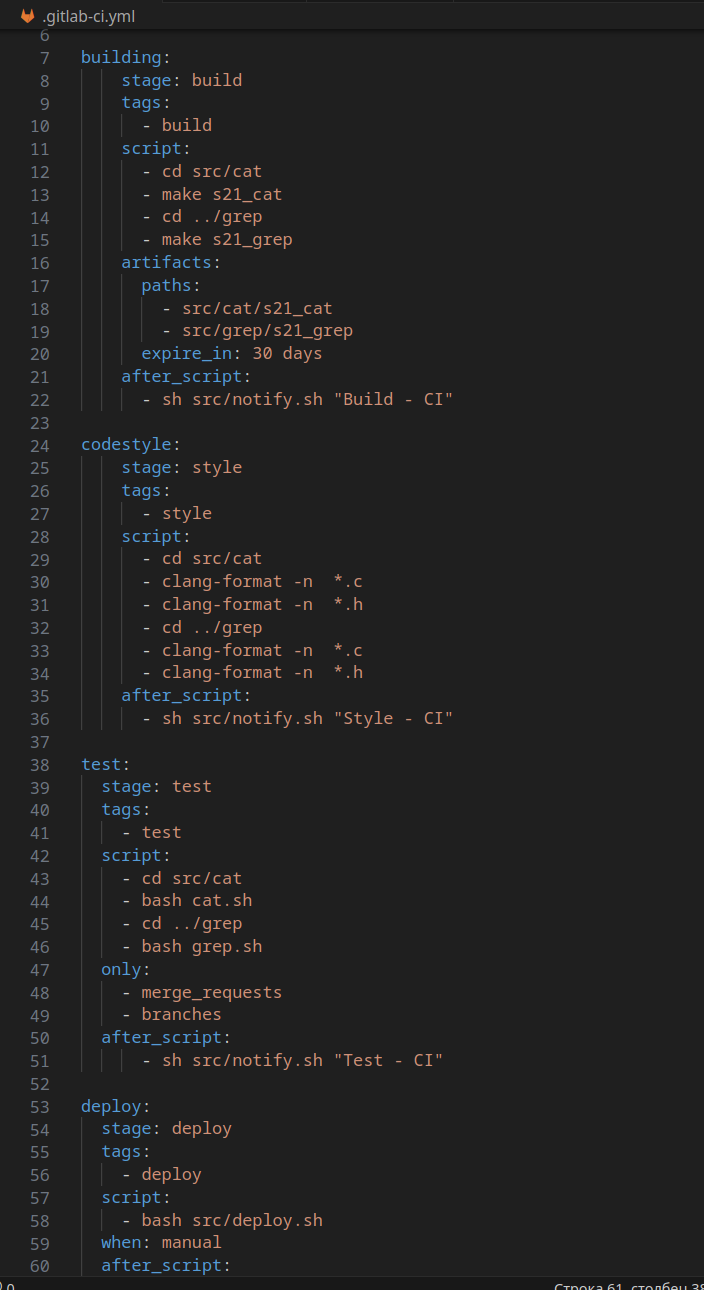 .gitlab-ci.yml
6
7 building:
8 stage: build
9 tags:
10 - build
11 script:
12 - cd src/cat
13 - make s21_cat
14 - cd ../grep
15 - make s21_grep
16 artifacts:
17 paths:
18 - src/cat/s21_cat
19 - src/grep/s21_grep
20 expire_in: 30 days
21 after_script:
22 - sh src/notify.sh "Build - CI"
23
24 codestyle:
25 stage: style
26 tags:
27 - style
28 script:
29 - cd src/cat
30 - clang-format -n  *.c
31 - clang-format -n  *.h
32 - cd ../grep
33 - clang-format -n  *.c
34 - clang-format -n  *.h
35 after_script:
36 - sh src/notify.sh "Style - CI"
37
38 test:
39 stage: test
40 tags:
41 - test
42 script:
43 - cd src/cat
44 - bash cat.sh
45 - cd ../grep
46 - bash grep.sh
47 only:
48 - merge_requests
49 - branches
50 after_script:
51 - sh src/notify.sh "Test - CI"
52
53 deploy:
54 stage: deploy
55 tags:
56 - deploy
57 script:
58 - bash src/deploy.sh
59 when: manual
60 after_script:
0 Строка 61, столбец 38